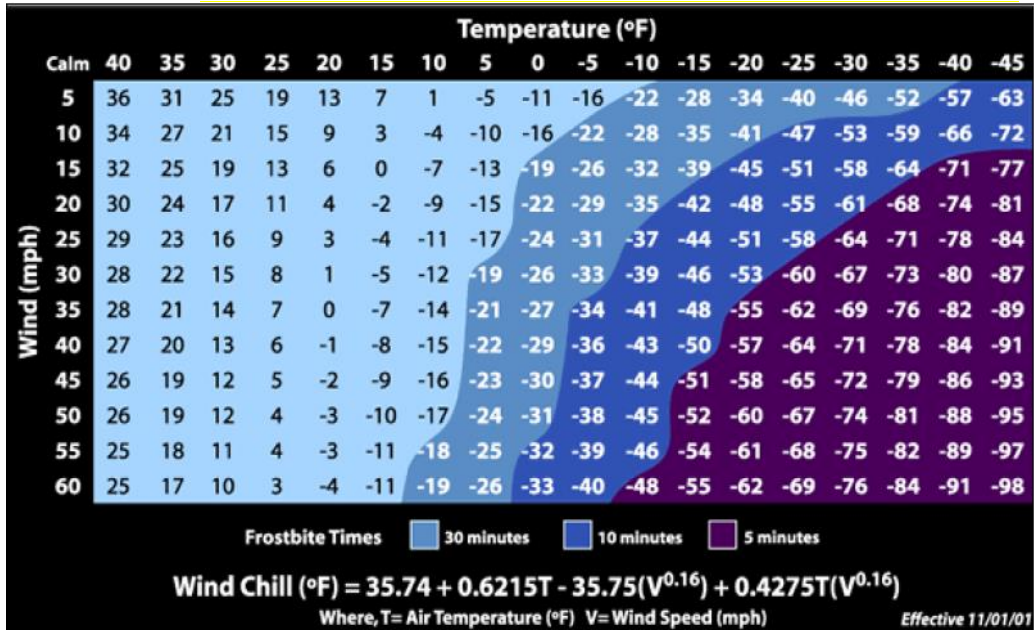 Temperature (ºF)
Calm 40 35 30 25 20 15 10 5 0 -5 -10 -15 -20 -25 -30 -35 -40 -45
5 36 31 25 19 13 7 1 -5 -11 -16 -22 -28 -34 -40 -46 -52 -57 -63
10 34 27 21 15 9 3 -4 -10 -16 -22 -28 -35 -41 -47 -53 -59 -66 -72
15 32 25 19 13 6 0 -7 -13 -19 -26 -32 -39 -45 -51 -58 -64 -71 -77
20 30 24 17 11 4 -2 -9 -15 -22 -29 -35 -42 -48 -55 -61 -68 -74 -81
25 29 23 16 9 3 -4 -11 -17 -24 -31 -37 -44 -51 -58 -64 -71 -78 -84
30 28 22 15 8 1 -5 -12 -19 -26 -33 -39 -46 -53 -60 -67 -73 -80 -87
35 28 21 14 7 0 -7 -14 -21 -27 -34 -41 -48 -55 -62 -69 -76 -82 -89
40 27 20 13 6 -1 -8 -15 -22 -29 -36 -43 -50 -57 -64 -71 -78 -84 -91
45 26 19 12 5 -2 -9 -16 -23 -30 -37 -44 -51 -58 -65 -72 -79 -86 -93
50 26 19 12 4 -3 -10 -17 -24 -31 -38 -45 -52 -60 -67 -74 -81 -88 -95
55 25 18 11 4 -3 -11 -18 -25 -32 -39 -46 -54 -61 -68 -75 -82 -89 -97
60 25 17 10 3 -4 -11 -19 -26 -33 -40 -48 -55 -62 -69 -76 -84 -91 -98
Wind (mph)
Frostbite Times 30 minutes 10 minutes 5 minutes
Wind Chill (ºF) = 35.74 + 0.6215T - 35.75(V^0.16) + 0.4275T(V^0.16)
Where, T= Air Temperature (ºF) V= Wind Speed (mph) Effective 11/01/01